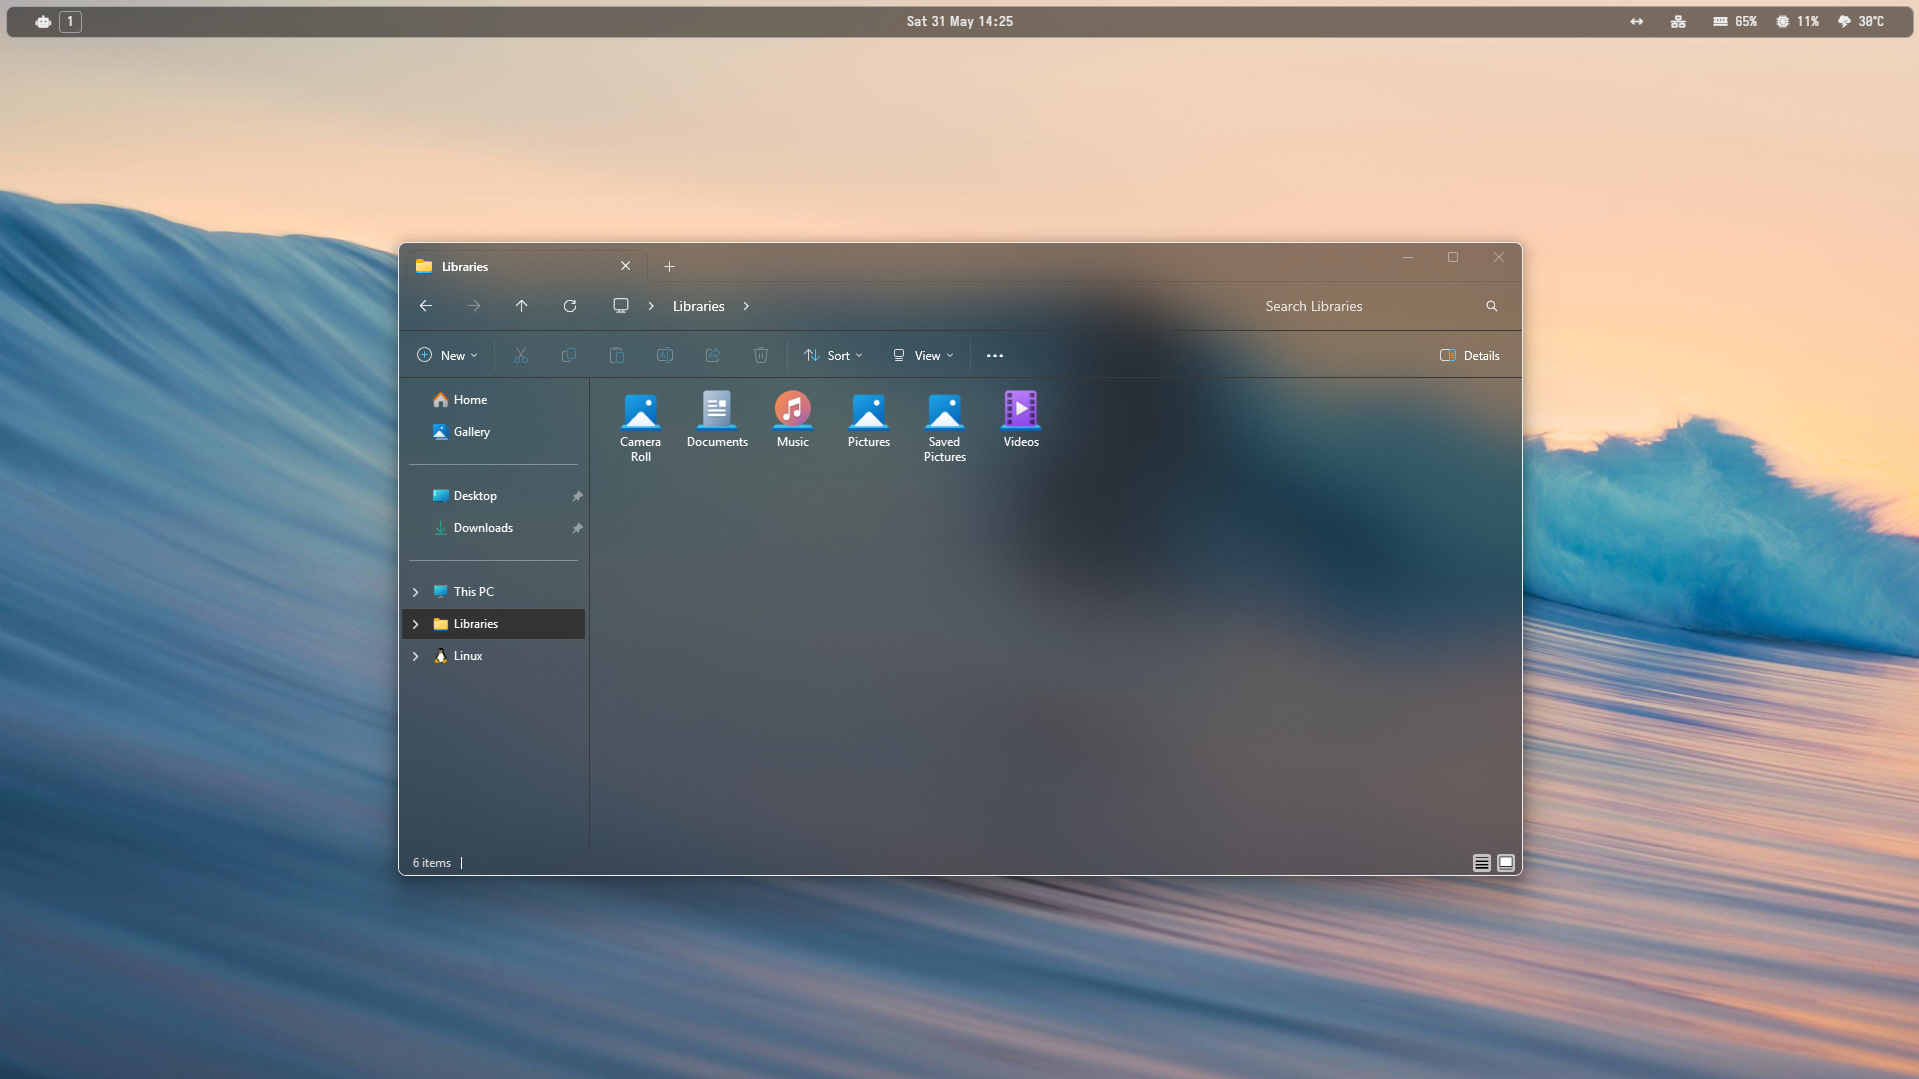 1
Sat 31 May 14:25
65%
11%
30°C
Libraries
Libraries
Search Libraries
New
Sort
View
Details
Home
Gallery
Desktop
Downloads
This PC
Libraries
Linux
Camera
Roll
Documents
Music
Pictures
Saved
Pictures
Videos
6 items